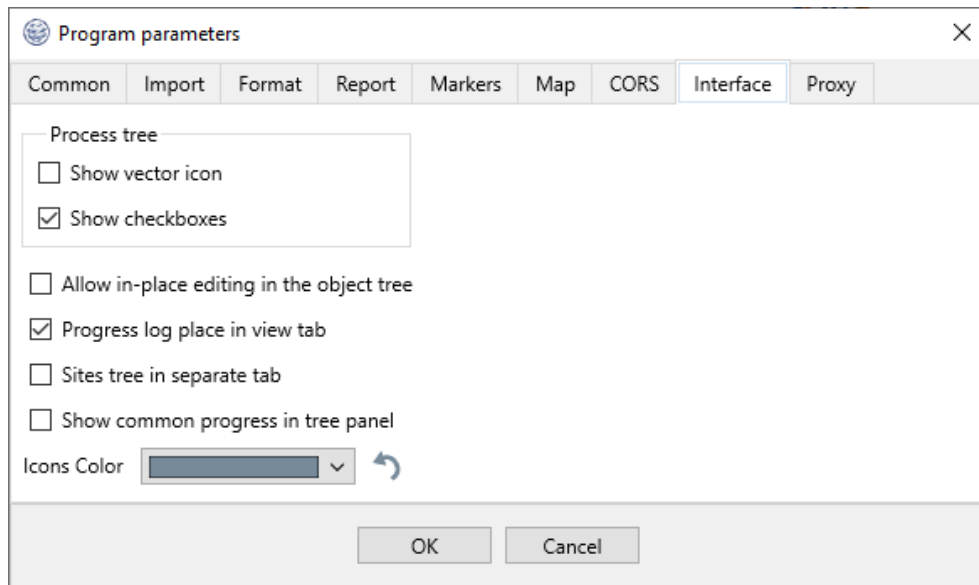 Program parameters
Common Import Format Report Markers Map CORS Interface Proxy
Process tree
Show vector icon
Show checkboxes
Allow in-place editing in the object tree
Progress log place in view tab
Sites tree in separate tab
Show common progress in tree panel
Icons Color
OK Cancel